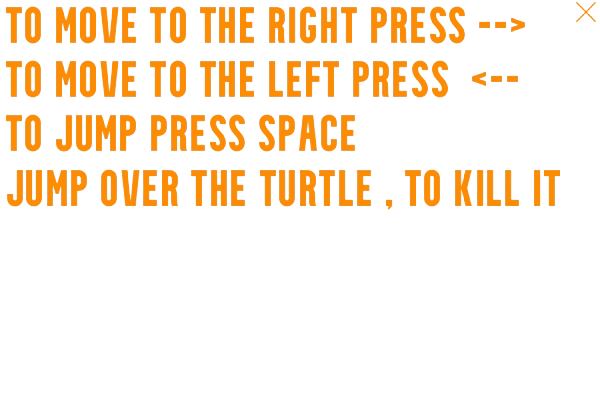 TO MOVE TO THE RIGHT PRESS -->
TO MOVE TO THE LEFT PRESS <--
TO JUMP PRESS SPACE
JUMP OVER THE TURTLE , TO KILL IT